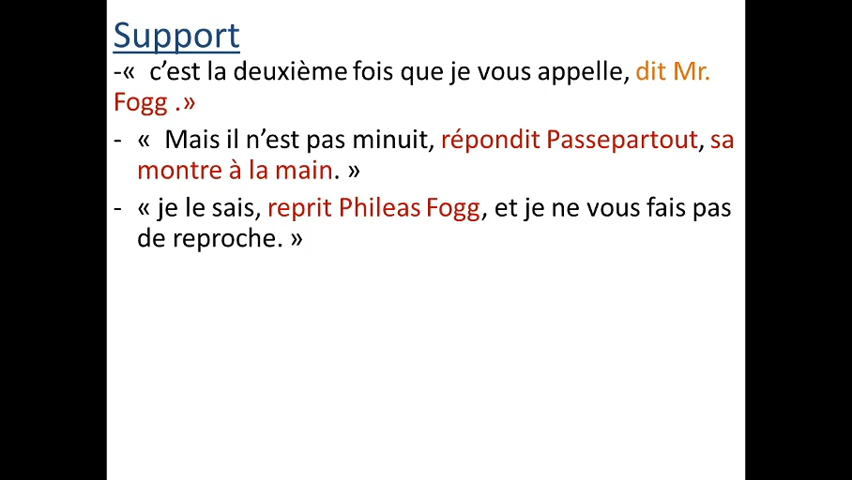 Support
-« c’est la deuxième fois que je vous appelle, dit Mr.
Fogg .»
- « Mais il n’est pas minuit, répondit Passepartout, sa
montre à la main. »
- « je le sais, reprit Phileas Fogg, et je ne vous fais pas
de reproche. »